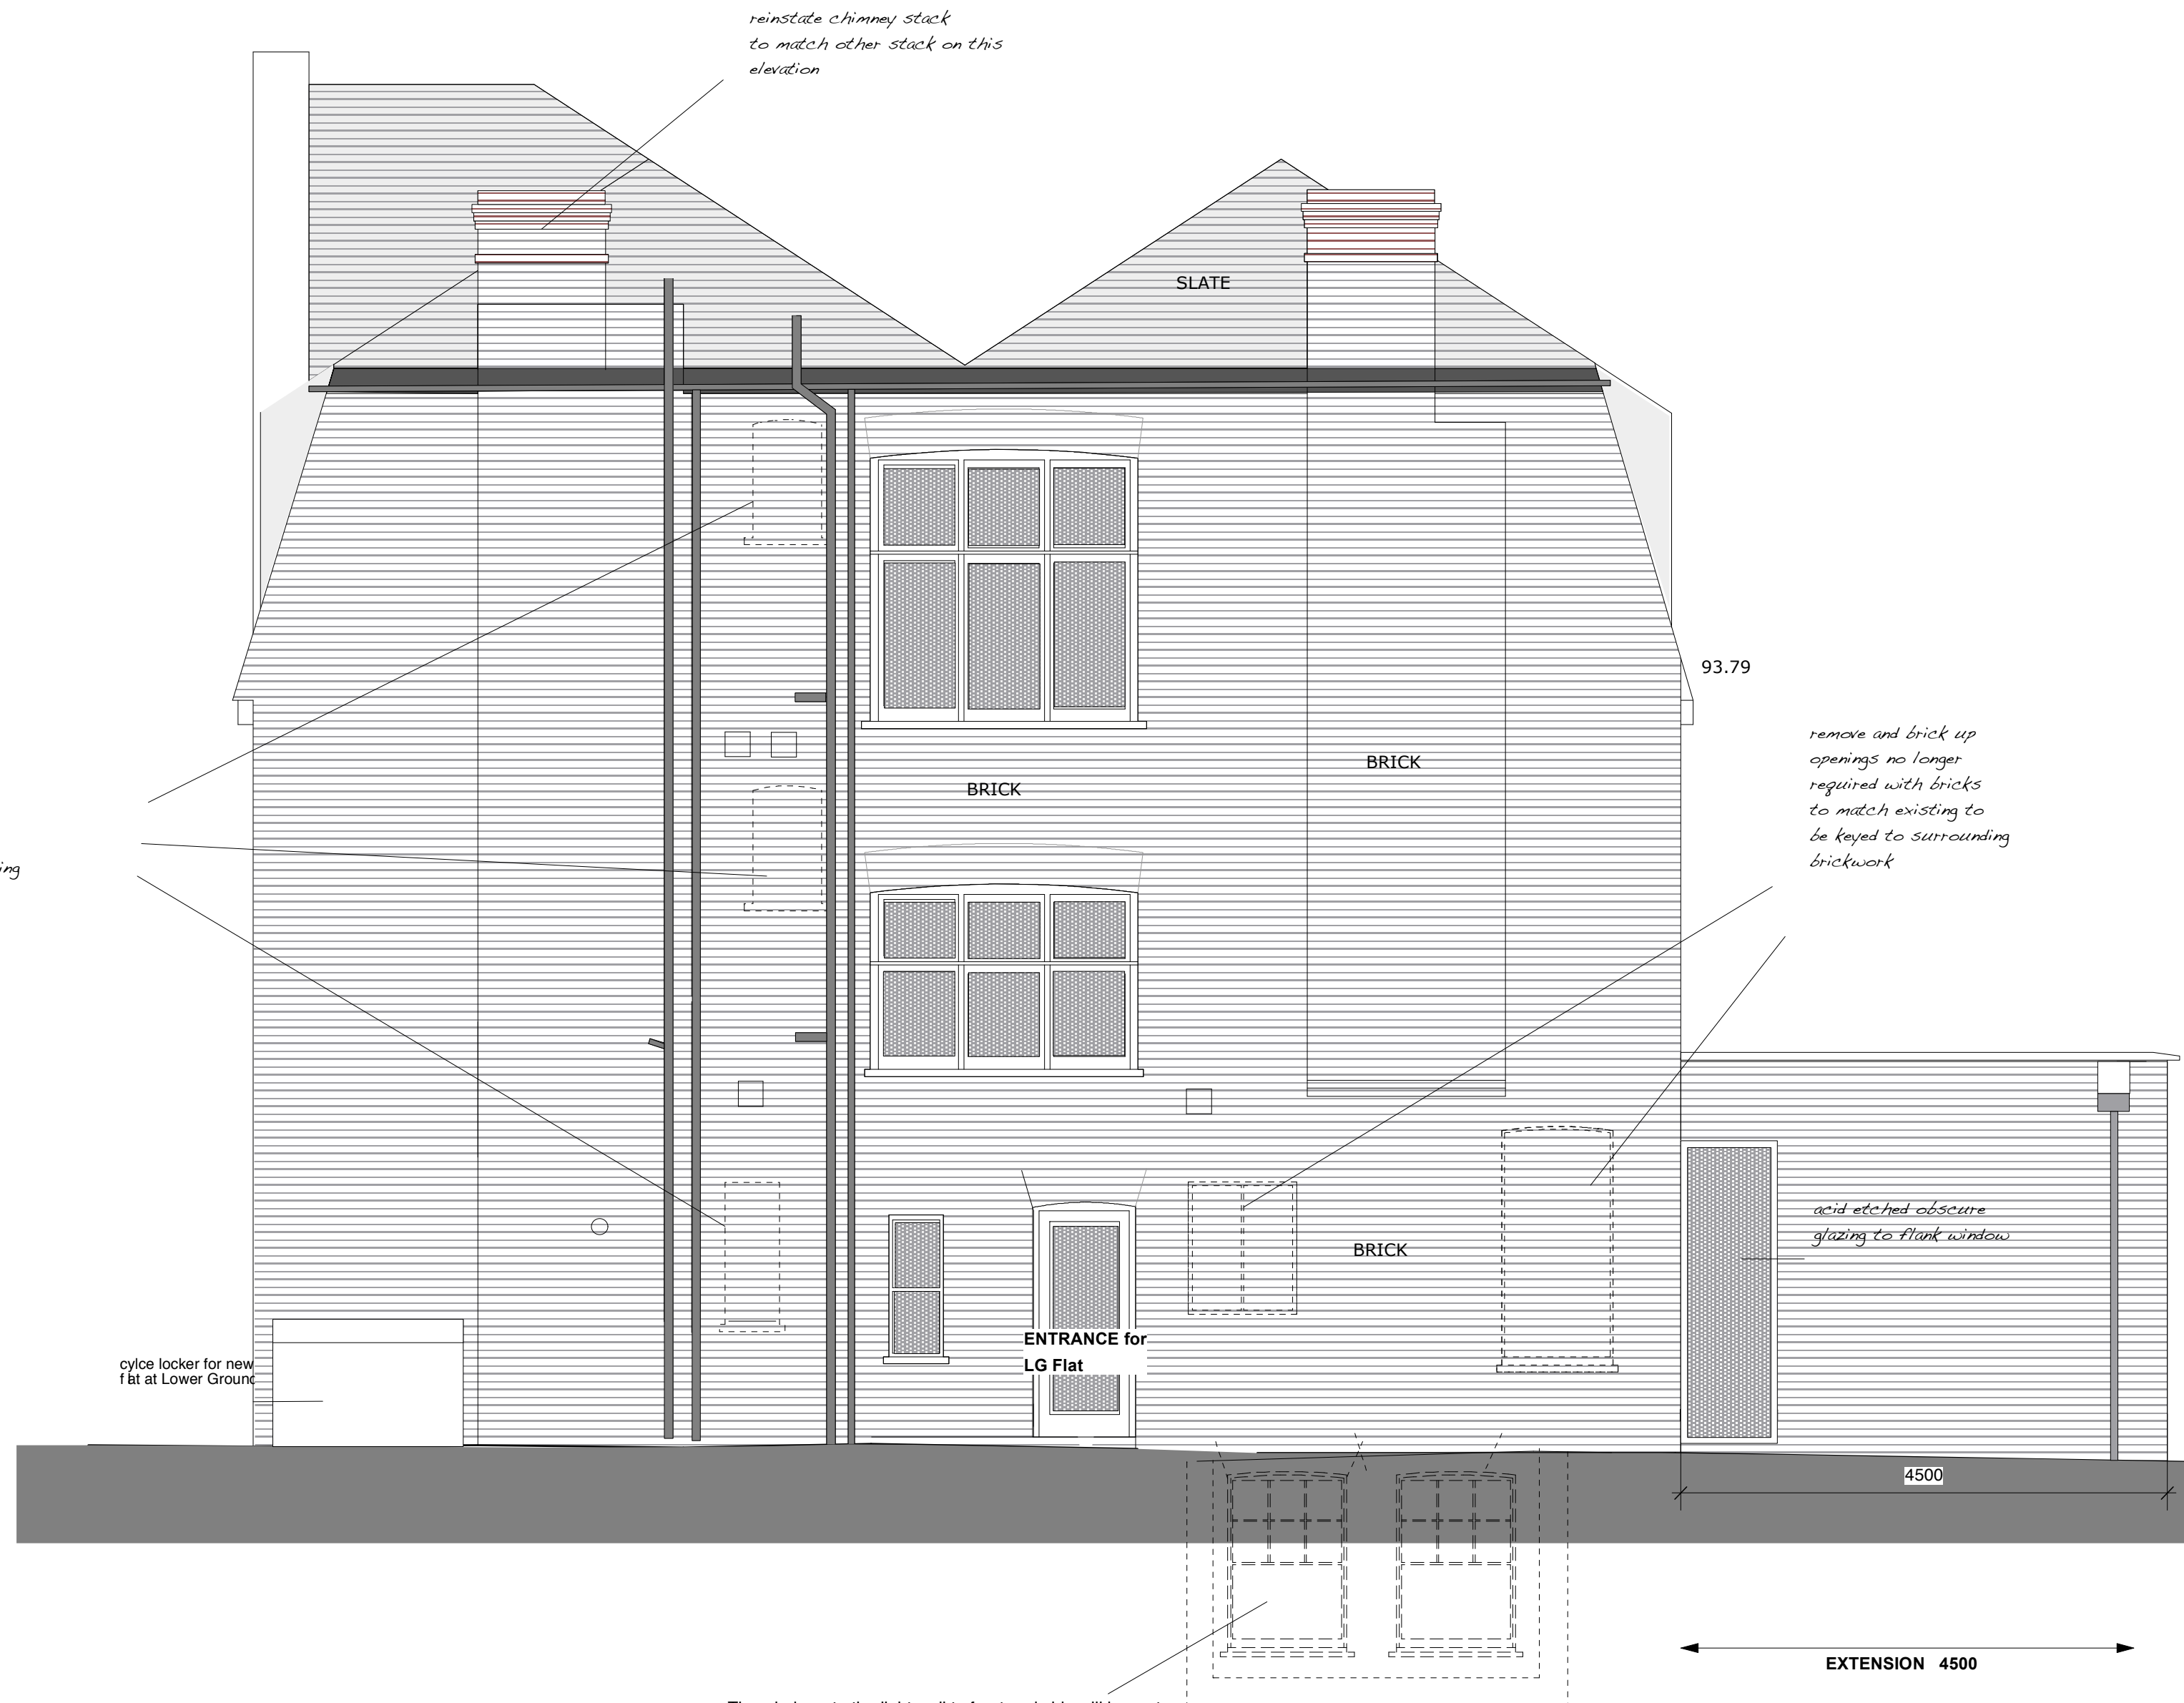 reinstate chimney stack
to match other stack on this
elevation
SLATE
93.79
remove and brick up
openings no longer
required with bricks
to match existing to
be keyed to surrounding
brickwork
BRICK
BRICK
ing
acid etched obscure
glazing to flank window
BRICK
ENTRANCE for
LG Flat
cylce locker for new
flat at Lower Ground
4500
EXTENSION 4500